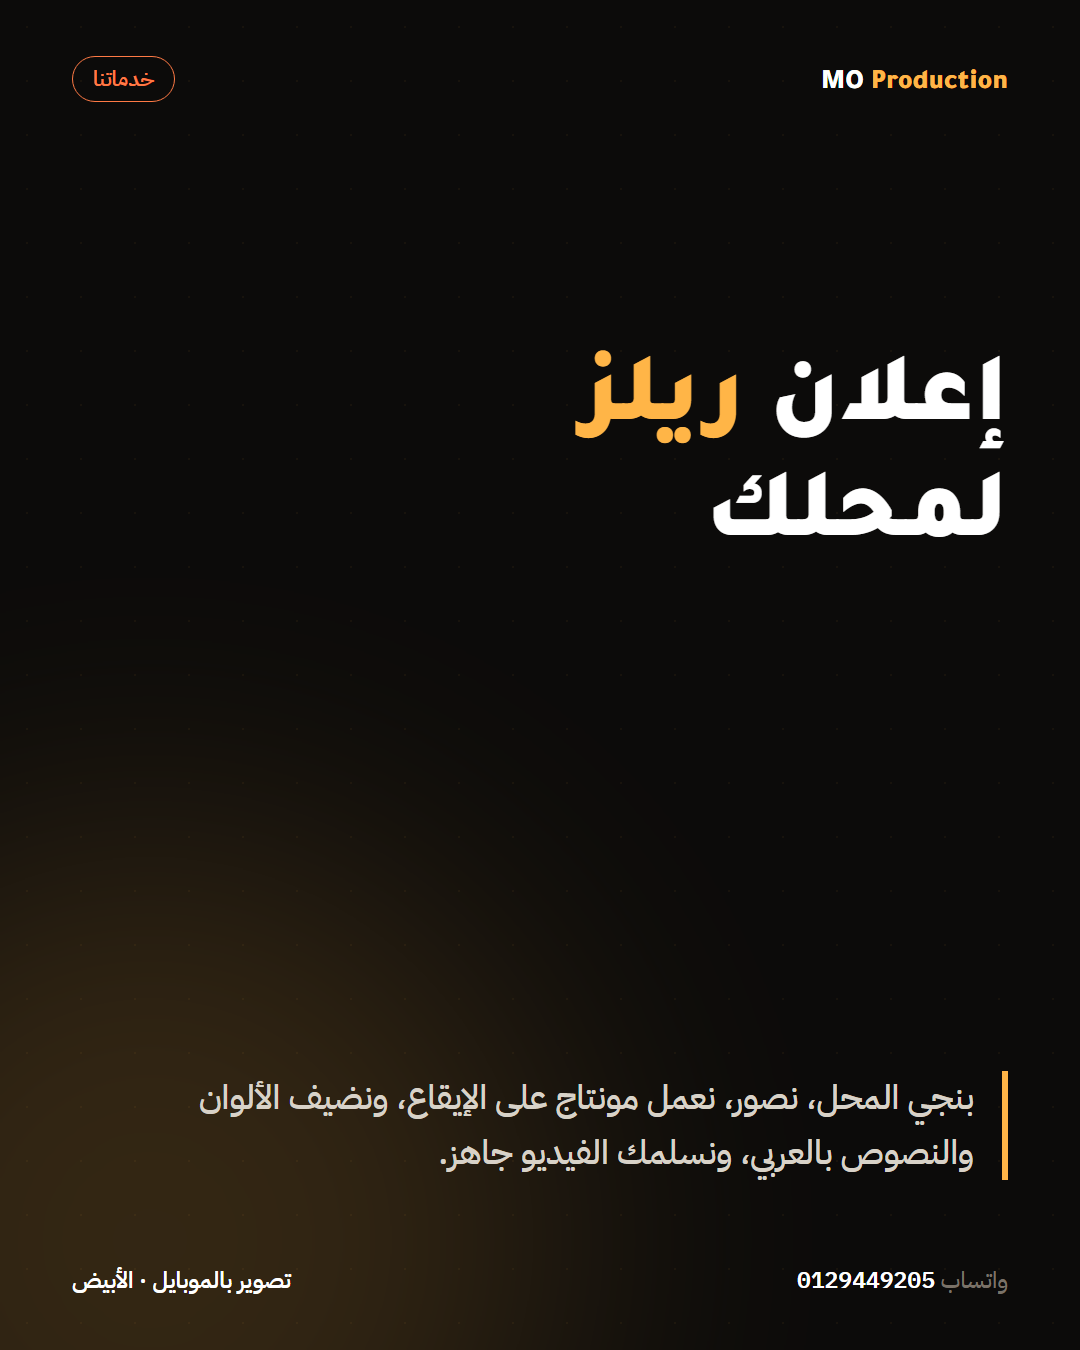 MO Production
خدماتنا
إعلان ريلز
لمحلك
بنجي المحل، نصور، نعمل مونتاج على الإيقاع، ونضيف الألوان
والنصوص بالعربي، ونسلمك الفيديو جاهز.
واتساب 0129449205
تصوير بالموبايل · الأبيض